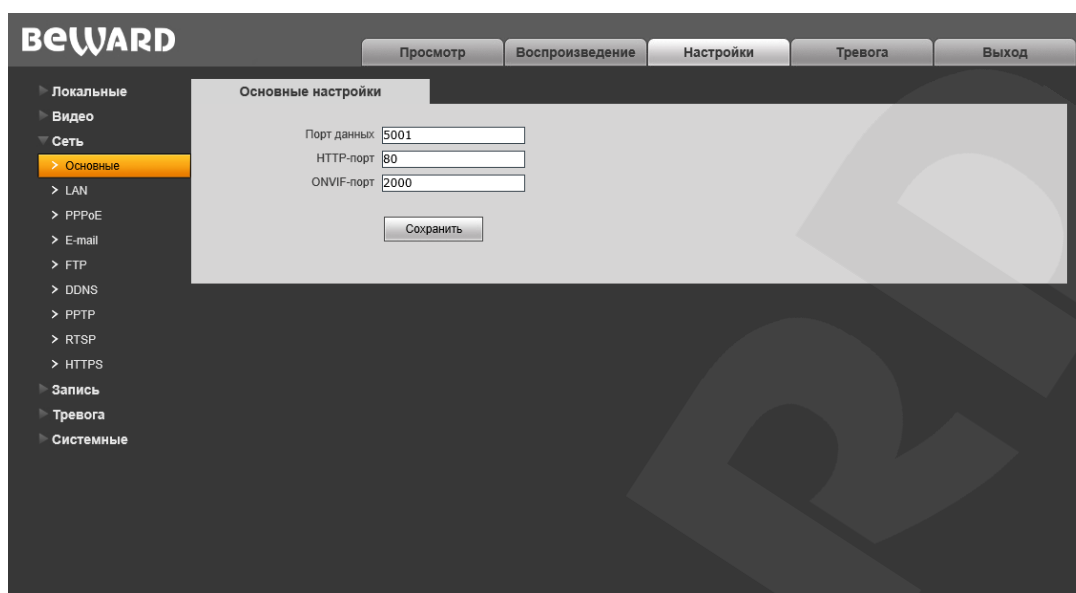 BEWARD
Просмотр
Воспроизведение
Настройки
Тревога
Выход
Локальные
Видео
Сеть
Основные
LAN
PPPoE
E-mail
FTP
DDNS
PPTP
RTSP
HTTPS
Запись
Тревога
Системные
Основные настройки
Порт данных 5001
HTTP-порт 80
ONVIF-порт 2000
Сохранить